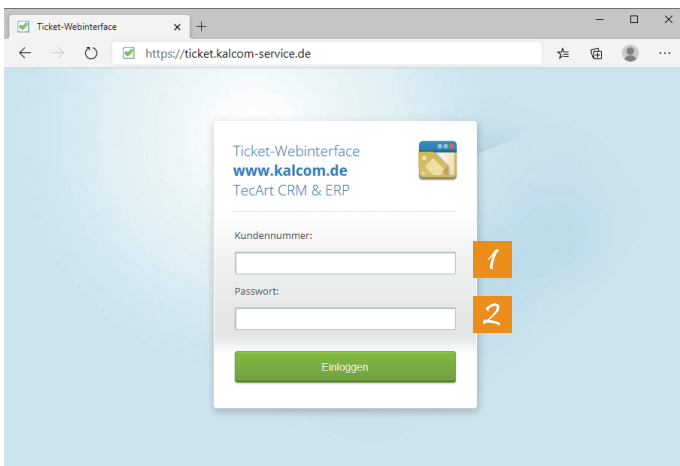 Ticket-Webinterface
https://ticket.kalcom-service.de
Ticket-Webinterface
www.kalcom.de
TecArt CRM & ERP
Kundennummer:
1
Passwort:
2
Einloggen